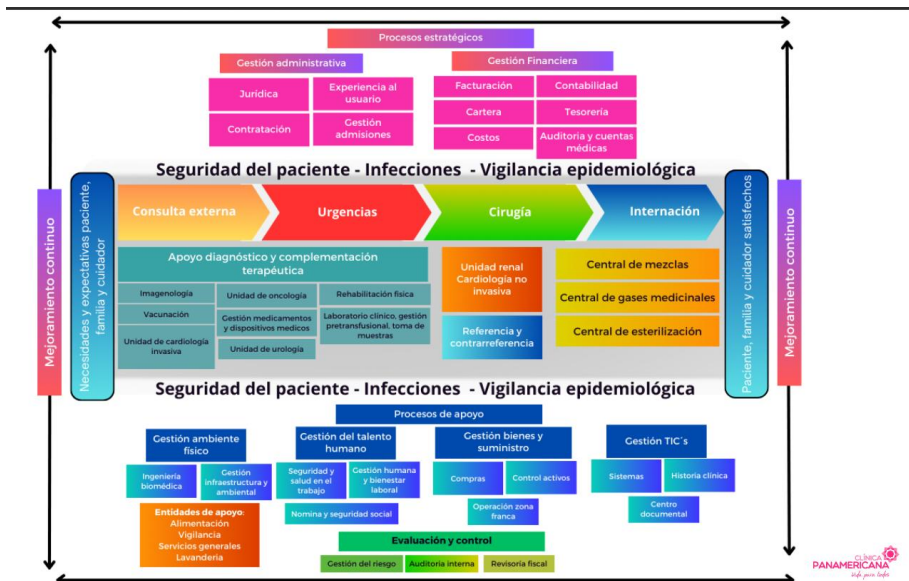 Procesos estratégicos
Gestión administrativa
Gestión Financiera
Jurídica
Experiencia al
usuario
Contratación
Gestión
admisiones
Facturación
Contabilidad
Cartera
Tesorería
Costos
Auditoria y cuentas
médicas
Seguridad del paciente - Infecciones - Vigilancia epidemiológica
Mejoramiento continuo
Necesidades y expectativas paciente,
familia y cuidador
Consulta externa
Urgencias
Cirugía
Internación
Apoyo diagnóstico y complementación
terapéutica
Imagenología
Vacunación
Unidad de cardiología
invasiva
Unidad de oncología
Gestión medicamentos
y dispositivos medicos
Unidad de urología
Rehabilitación física
Laboratorio clínico, gestión
pretransfusional, toma de
muestras
Unidad renal
Cardiología no
invasiva
Referencia y
contrarreferencia
Central de mezclas
Central de gases medicinales
Central de esterilización
Paciente, familia y cuidador satisfechos
Mejoramiento continuo
Seguridad del paciente - Infecciones - Vigilancia epidemiológica
Procesos de apoyo
Gestión ambiente
físico
Ingeniería
biomédica
Gestión
infraestructura y
ambiental
Entidades de apoyo:
Alimentación
Vigilancia
Servicios generales
Lavanderia
Gestión del talento
humano
Seguridad y
salud en el
trabajo
Gestión humana
y bienestar
laboral
Nomina y seguridad social
Gestión bienes y
suministro
Compras
Control activos
Operación zona
franca
Gestión TIC´s
Sistemas
Historia clínica
Centro
documental
Evaluación y control
Gestión del riesgo
Auditoria interna
Revisoría fiscal
CLÍNICA
PANAMERICANA
Vida para todos